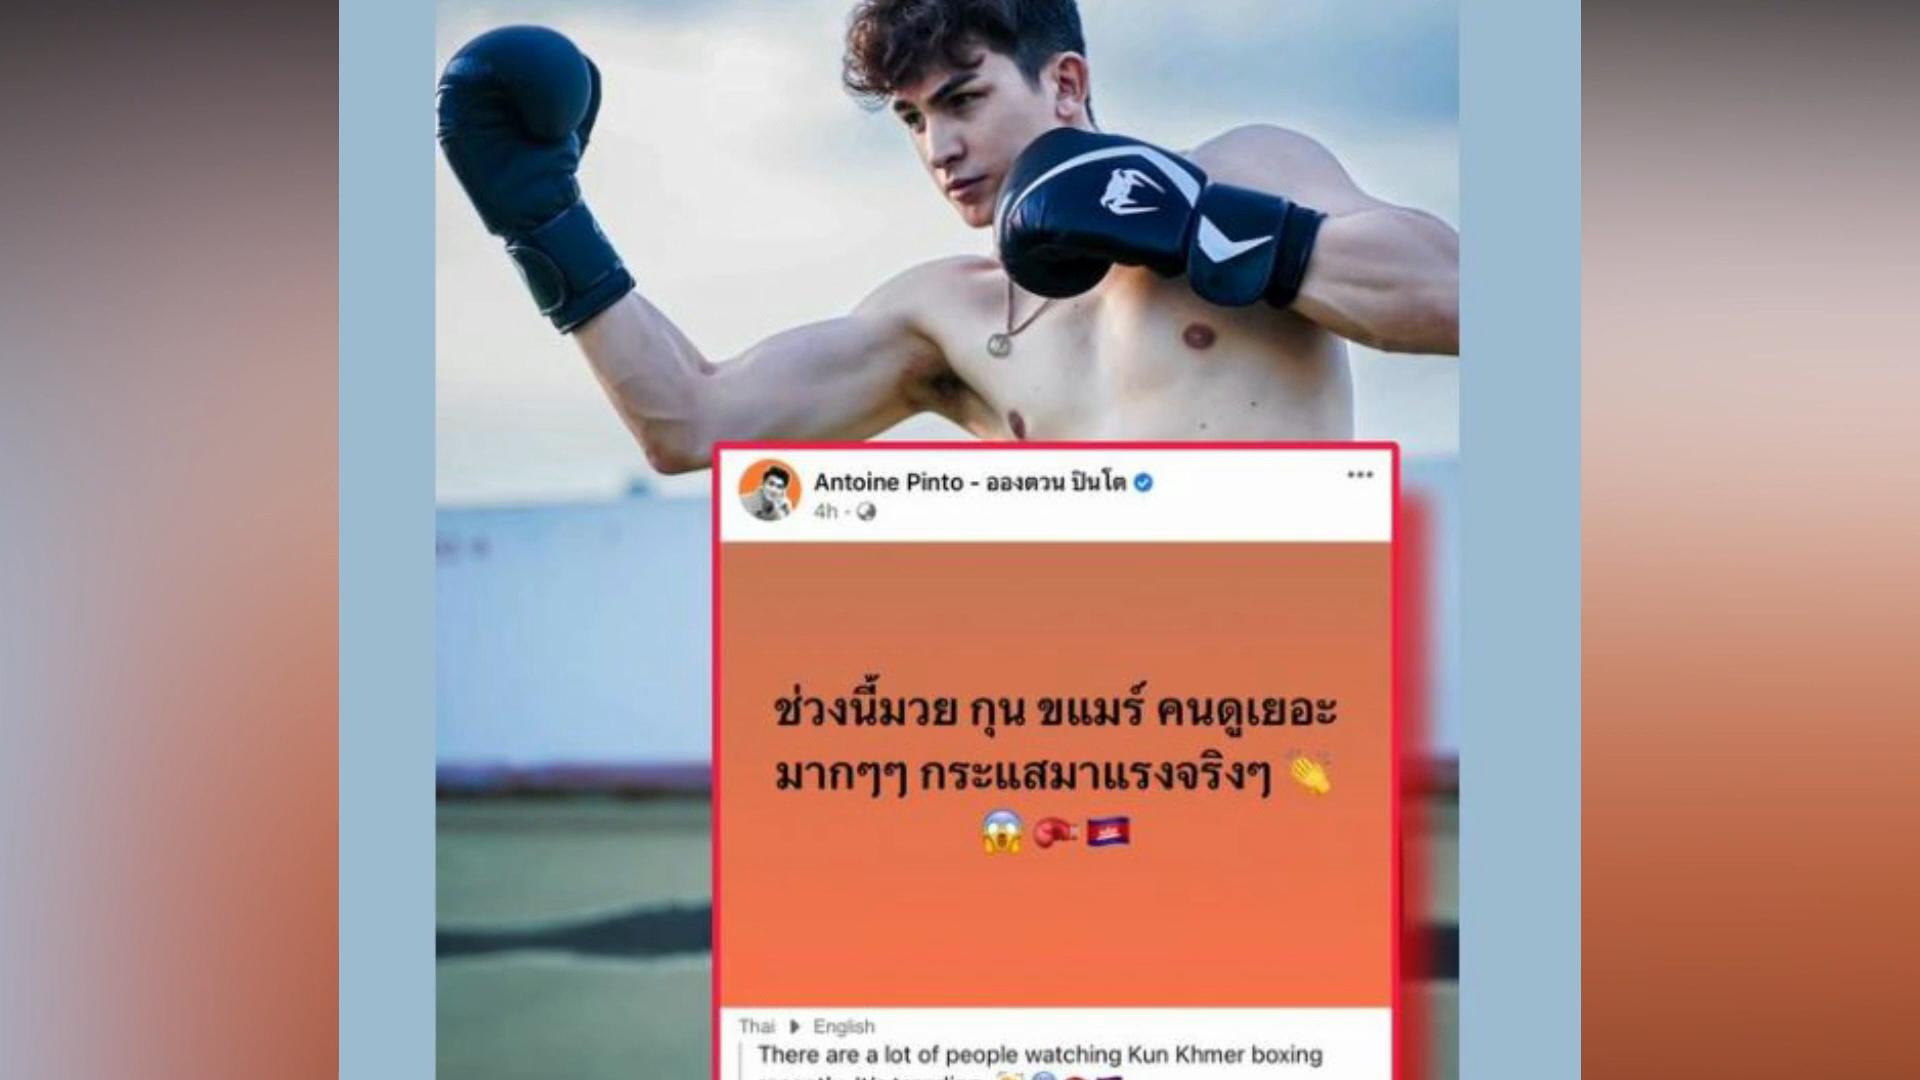 Antoine Pinto - อองตวน ปินโต
4h
ช่วงนี้มวย กุน ขแมร์ คนดูเยอะ
มากๆๆ กระแสมาแรงจริงๆ 👏
😱 🥊 🇰🇭
Thai ▶ English
There are a lot of people watching Kun Khmer boxing